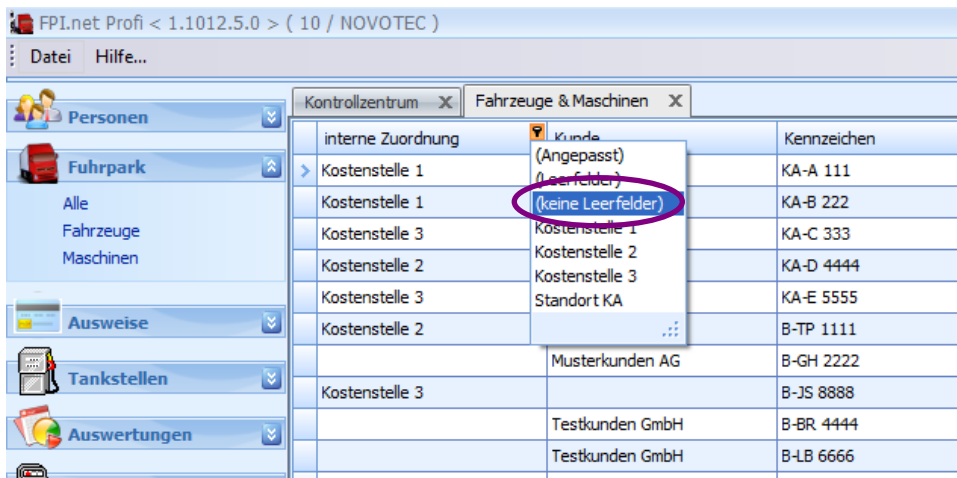 FPI.net Profi < 1.1012.5.0 > ( 10 / NOVOTEC )
Datei Hilfe...
Personen
Fuhrpark
Alle
Fahrzeuge
Maschinen
Ausweise
Tankstellen
Auswertungen
Kontrollzentrum X Fahrzeuge & Maschinen X
interne Zuordnung Kunde Kennzeichen
(Angepasst)
(Leerfelder)
(keine Leerfelder)
Kostenstelle 1
Kostenstelle 2
Kostenstelle 3
Standort KA
Kostenstelle 1 KA-A 111
Kostenstelle 1 KA-B 222
Kostenstelle 3 KA-C 333
Kostenstelle 2 KA-D 4444
Kostenstelle 3 KA-E 5555
Kostenstelle 2 B-TP 1111
Musterkunden AG B-GH 2222
Kostenstelle 3 B-JS 8888
Testkunden GmbH B-BR 4444
Testkunden GmbH B-LB 6666